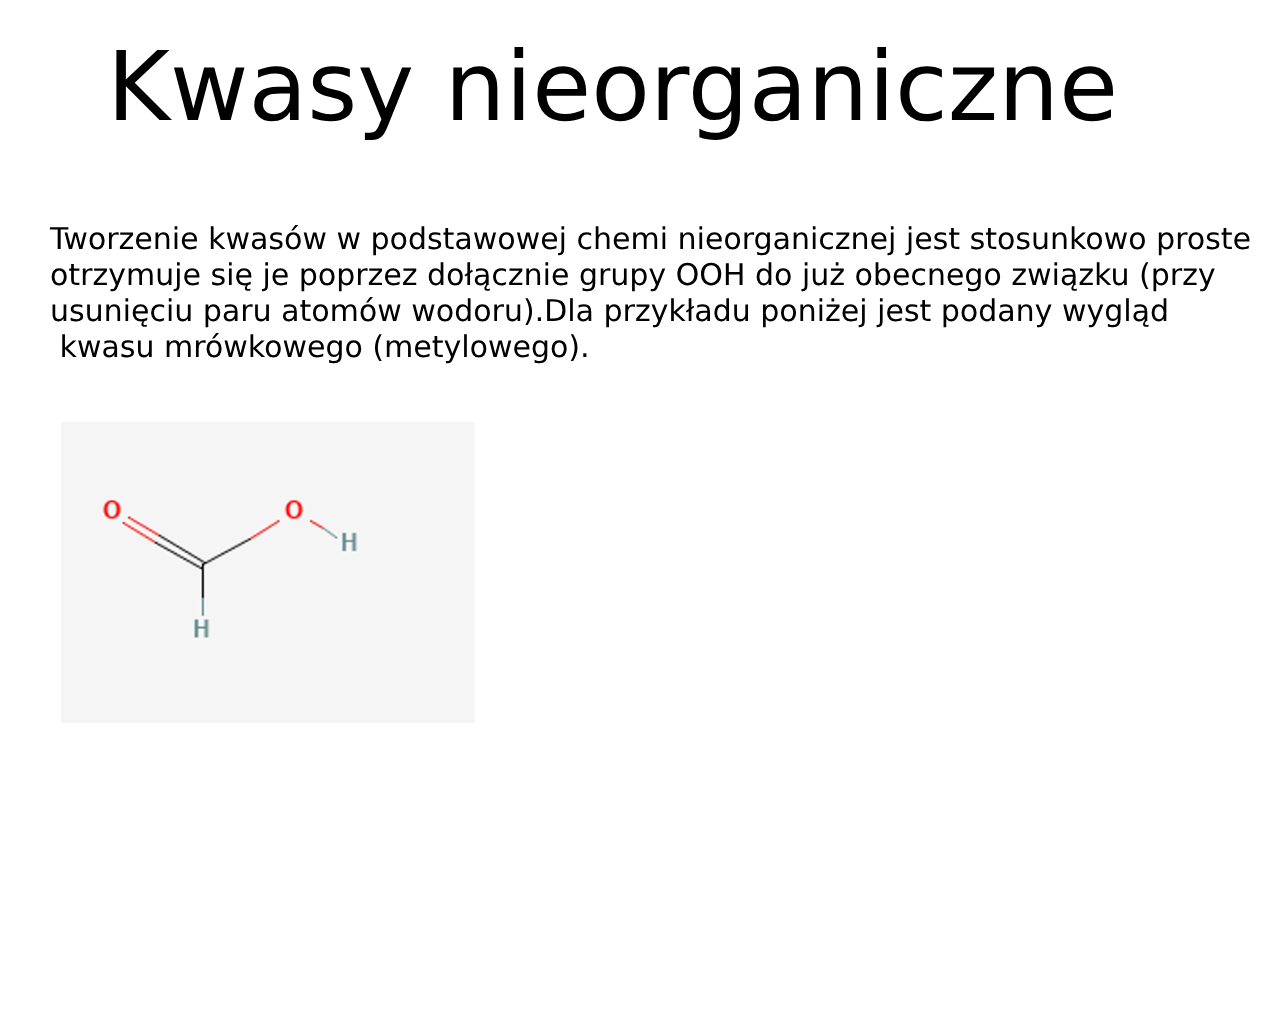 Kwasy nieorganiczne
Tworzenie kwasów w podstawowej chemi nieorganicznej jest stosunkowo proste
otrzymuje się je poprzez dołącznie grupy OOH do już obecnego związku (przy
usunięciu paru atomów wodoru).Dla przykładu poniżej jest podany wygląd
kwasu mrówkowego (metylowego).
O
O
H
H